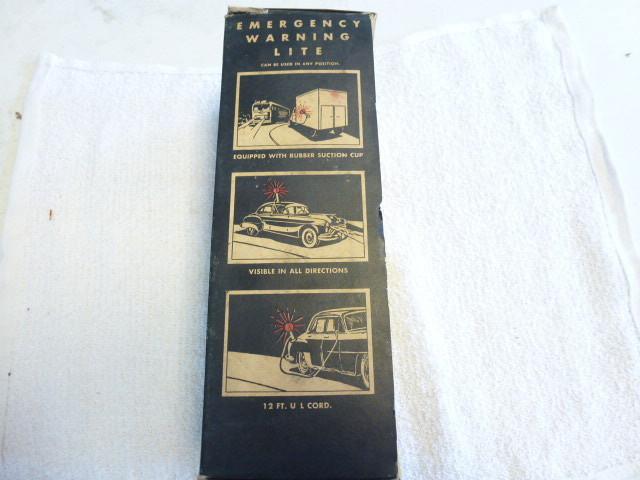 EMERGENCY
WARNING
LITE
CAN BE USED IN ANY POSITION.
EQUIPPED WITH RUBBER SUCTION CUP
VISIBLE IN ALL DIRECTIONS
12 FT. U L CORD.